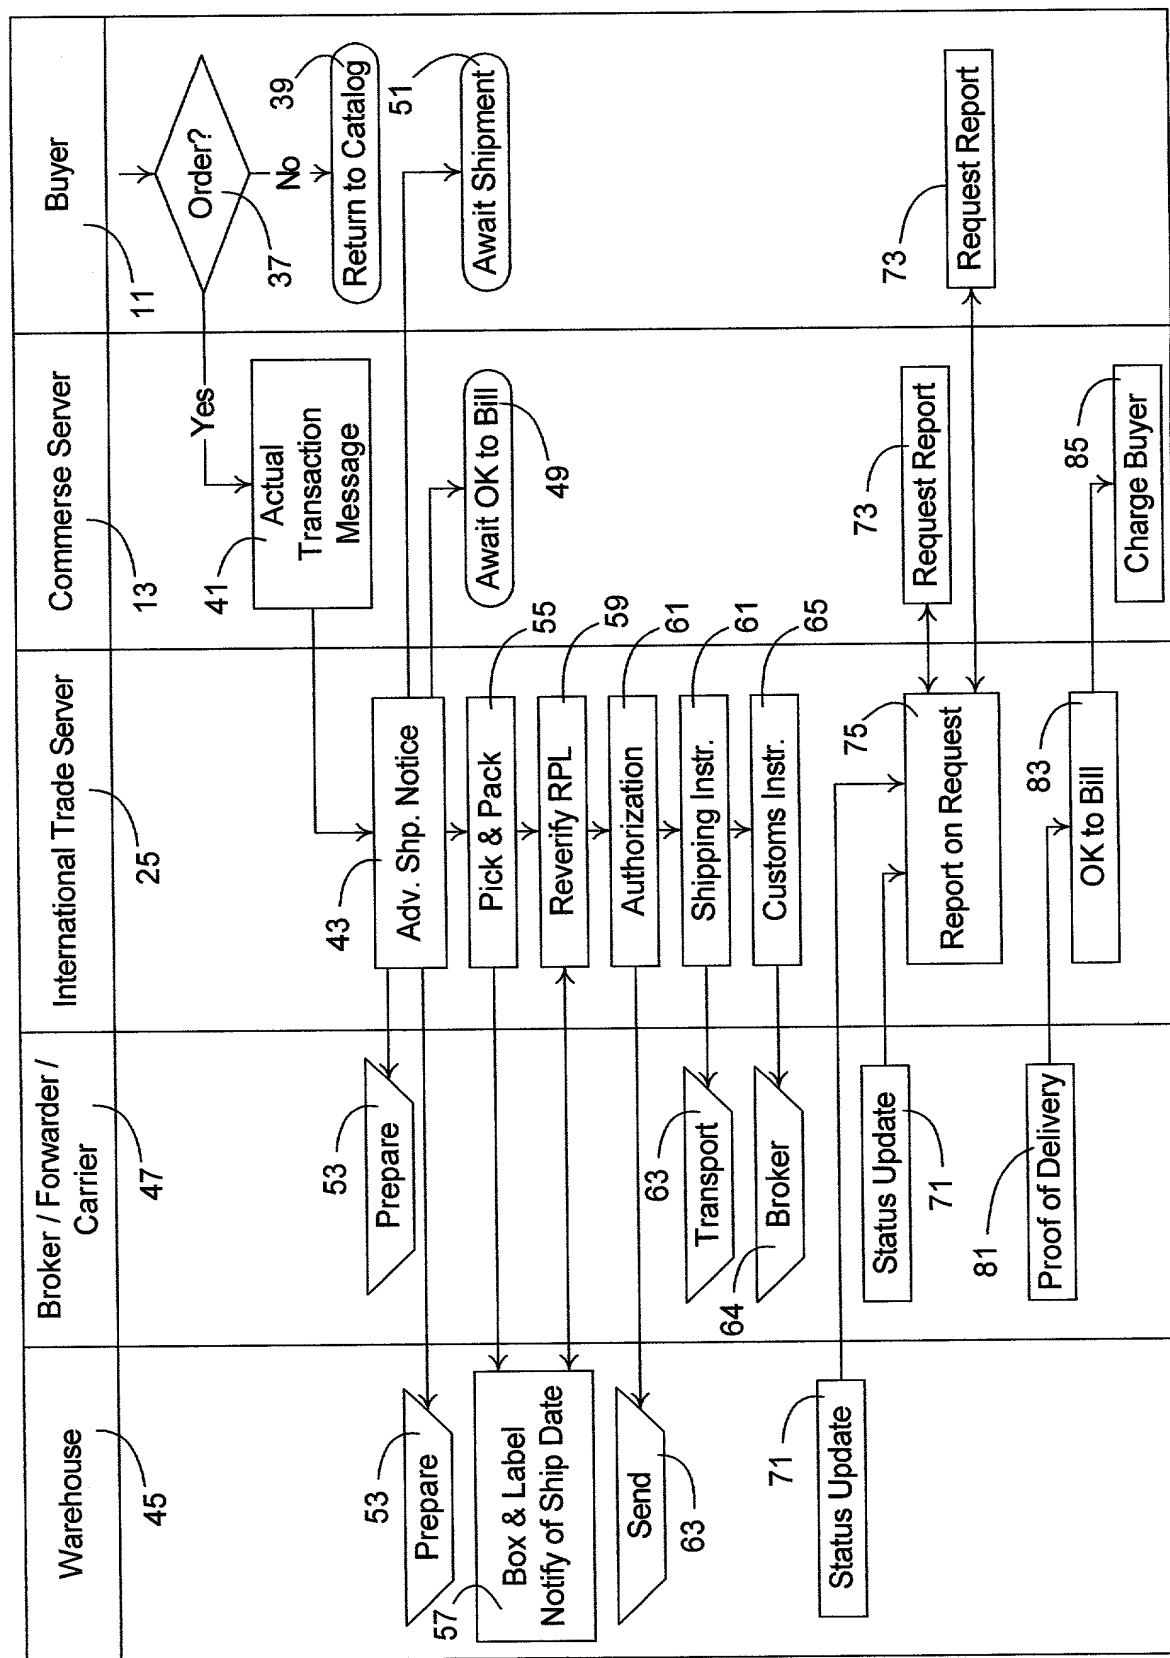 Warehouse
45
Broker / Forwarder /
Carrier
47
International Trade Server
25
Commerse Server
13
Buyer
11
Order?
37
Yes
No
39
Return to Catalog
Actual
Transaction
Message
41
Adv. Shp. Notice
43
51
Await Shipment
Await OK to Bill
49
53
Prepare
53
Prepare
Pick & Pack
55
57
Box & Label
Notify of Ship Date
Reverify RPL
59
Authorization
61
Send
63
Shipping Instr.
61
63
Transport
Customs Instr.
65
64
Broker
71
Status Update
Status Update
71
75
Report on Request
73
Request Report
73
Request Report
81
Proof of Delivery
83
OK to Bill
85
Charge Buyer